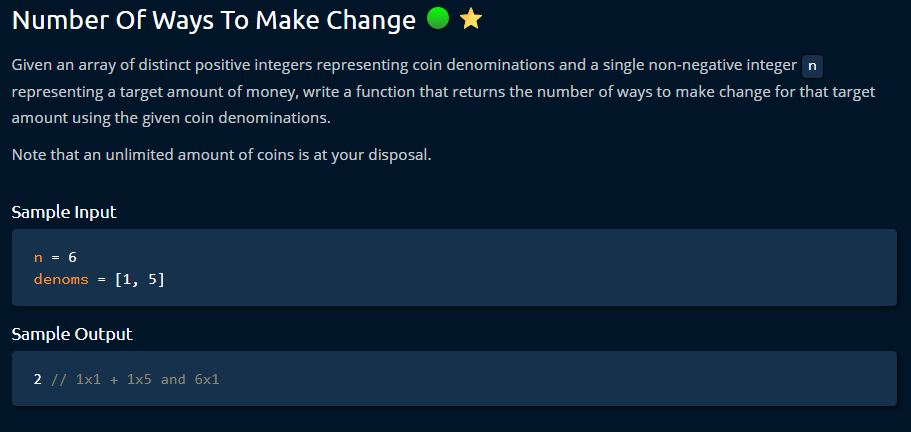 Number Of Ways To Make Change
Given an array of distinct positive integers representing coin denominations and a single non-negative integer n
representing a target amount of money, write a function that returns the number of ways to make change for that target
amount using the given coin denominations.
Note that an unlimited amount of coins is at your disposal.
Sample Input
n = 6
denoms = [1, 5]
Sample Output
2 // 1x1 + 1x5 and 6x1